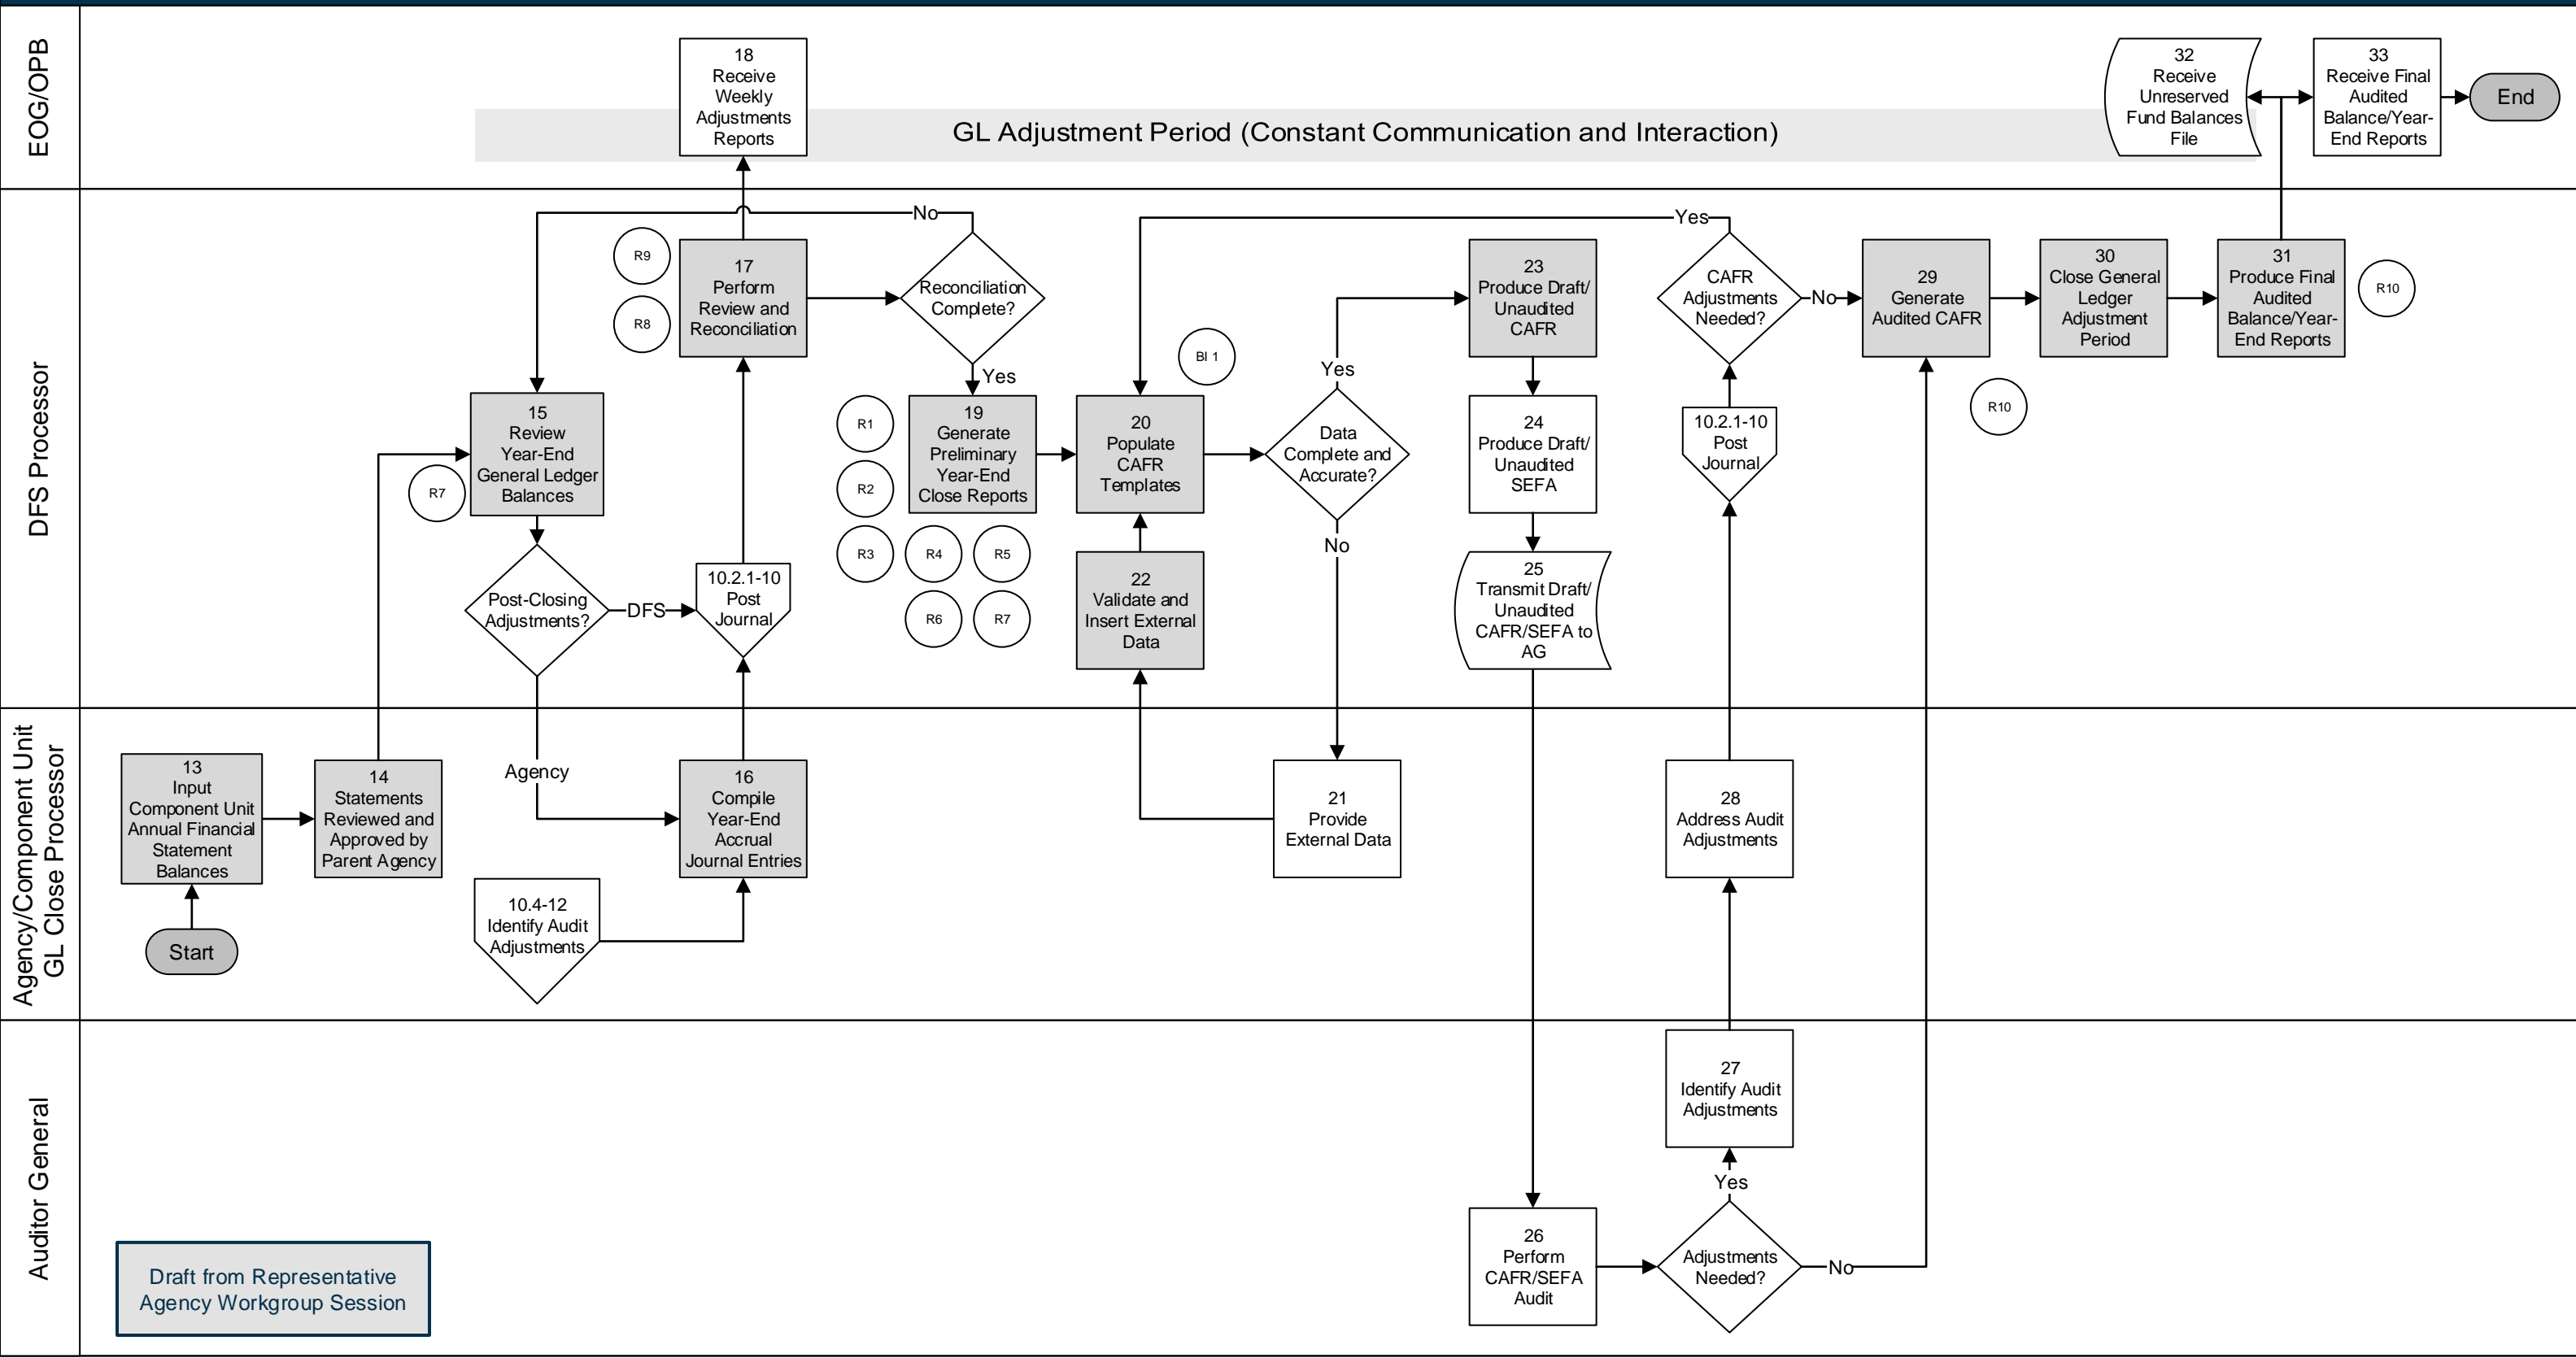 EOG/OPB
18
Receive
Weekly
Adjustments
Reports
GL Adjustment Period (Constant Communication and Interaction)
32
Receive
Unreserved
Fund Balances
File
33
Receive Final
Audited
Balance/Year-
End Reports
End
DFS Processor
R9
R8
17
Perform
Review and
Reconciliation
No
Reconciliation
Complete?
Yes
15
Review
Year-End
General Ledger
Balances
R7
Post-Closing
Adjustments?
DFS
10.2.1-10
Post
Journal
R1
R2
R3
R4
R5
R6
R7
19
Generate
Preliminary
Year-End
Close Reports
20
Populate
CAFR
Templates
BI 1
22
Validate and
Insert External
Data
Data
Complete and
Accurate?
Yes
No
23
Produce Draft/
Unaudited
CAFR
24
Produce Draft/
Unaudited
SEFA
25
Transmit Draft/
Unaudited
CAFR/SEFA to
AG
Yes
CAFR
Adjustments
Needed?
No
10.2.1-10
Post
Journal
29
Generate
Audited CAFR
R10
30
Close General
Ledger
Adjustment
Period
31
Produce Final
Audited
Balance/Year-
End Reports
R10
Agency/Component Unit
GL Close Processor
13
Input
Component Unit
Annual Financial
Statement
Balances
Start
14
Statements
Reviewed and
Approved by
Parent Agency
Agency
16
Compile
Year-End
Accrual
Journal Entries
10.4-12
Identify Audit
Adjustments
21
Provide
External Data
28
Address Audit
Adjustments
Auditor General
27
Identify Audit
Adjustments
Yes
26
Perform
CAFR/SEFA
Audit
Adjustments
Needed?
No
Draft from Representative
Agency Workgroup Session